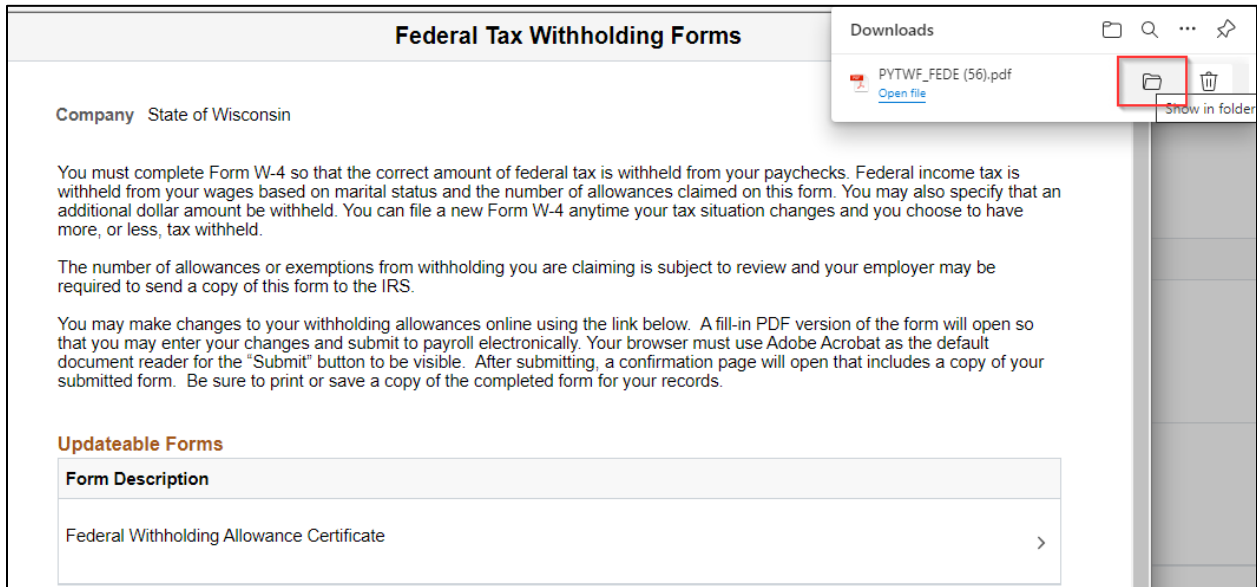 Federal Tax Withholding Forms
Downloads
PYTWF_FEDE (56).pdf
Open file
Show in folder
Company State of Wisconsin
You must complete Form W-4 so that the correct amount of federal tax is withheld from your paychecks. Federal income tax is
withheld from your wages based on marital status and the number of allowances claimed on this form. You may also specify that an
additional dollar amount be withheld. You can file a new Form W-4 anytime your tax situation changes and you choose to have
more, or less, tax withheld.
The number of allowances or exemptions from withholding you are claiming is subject to review and your employer may be
required to send a copy of this form to the IRS.
You may make changes to your withholding allowances online using the link below. A fill-in PDF version of the form will open so
that you may enter your changes and submit to payroll electronically. Your browser must use Adobe Acrobat as the default
document reader for the “Submit” button to be visible. After submitting, a confirmation page will open that includes a copy of your
submitted form. Be sure to print or save a copy of the completed form for your records.
Updateable Forms
Form Description
Federal Withholding Allowance Certificate